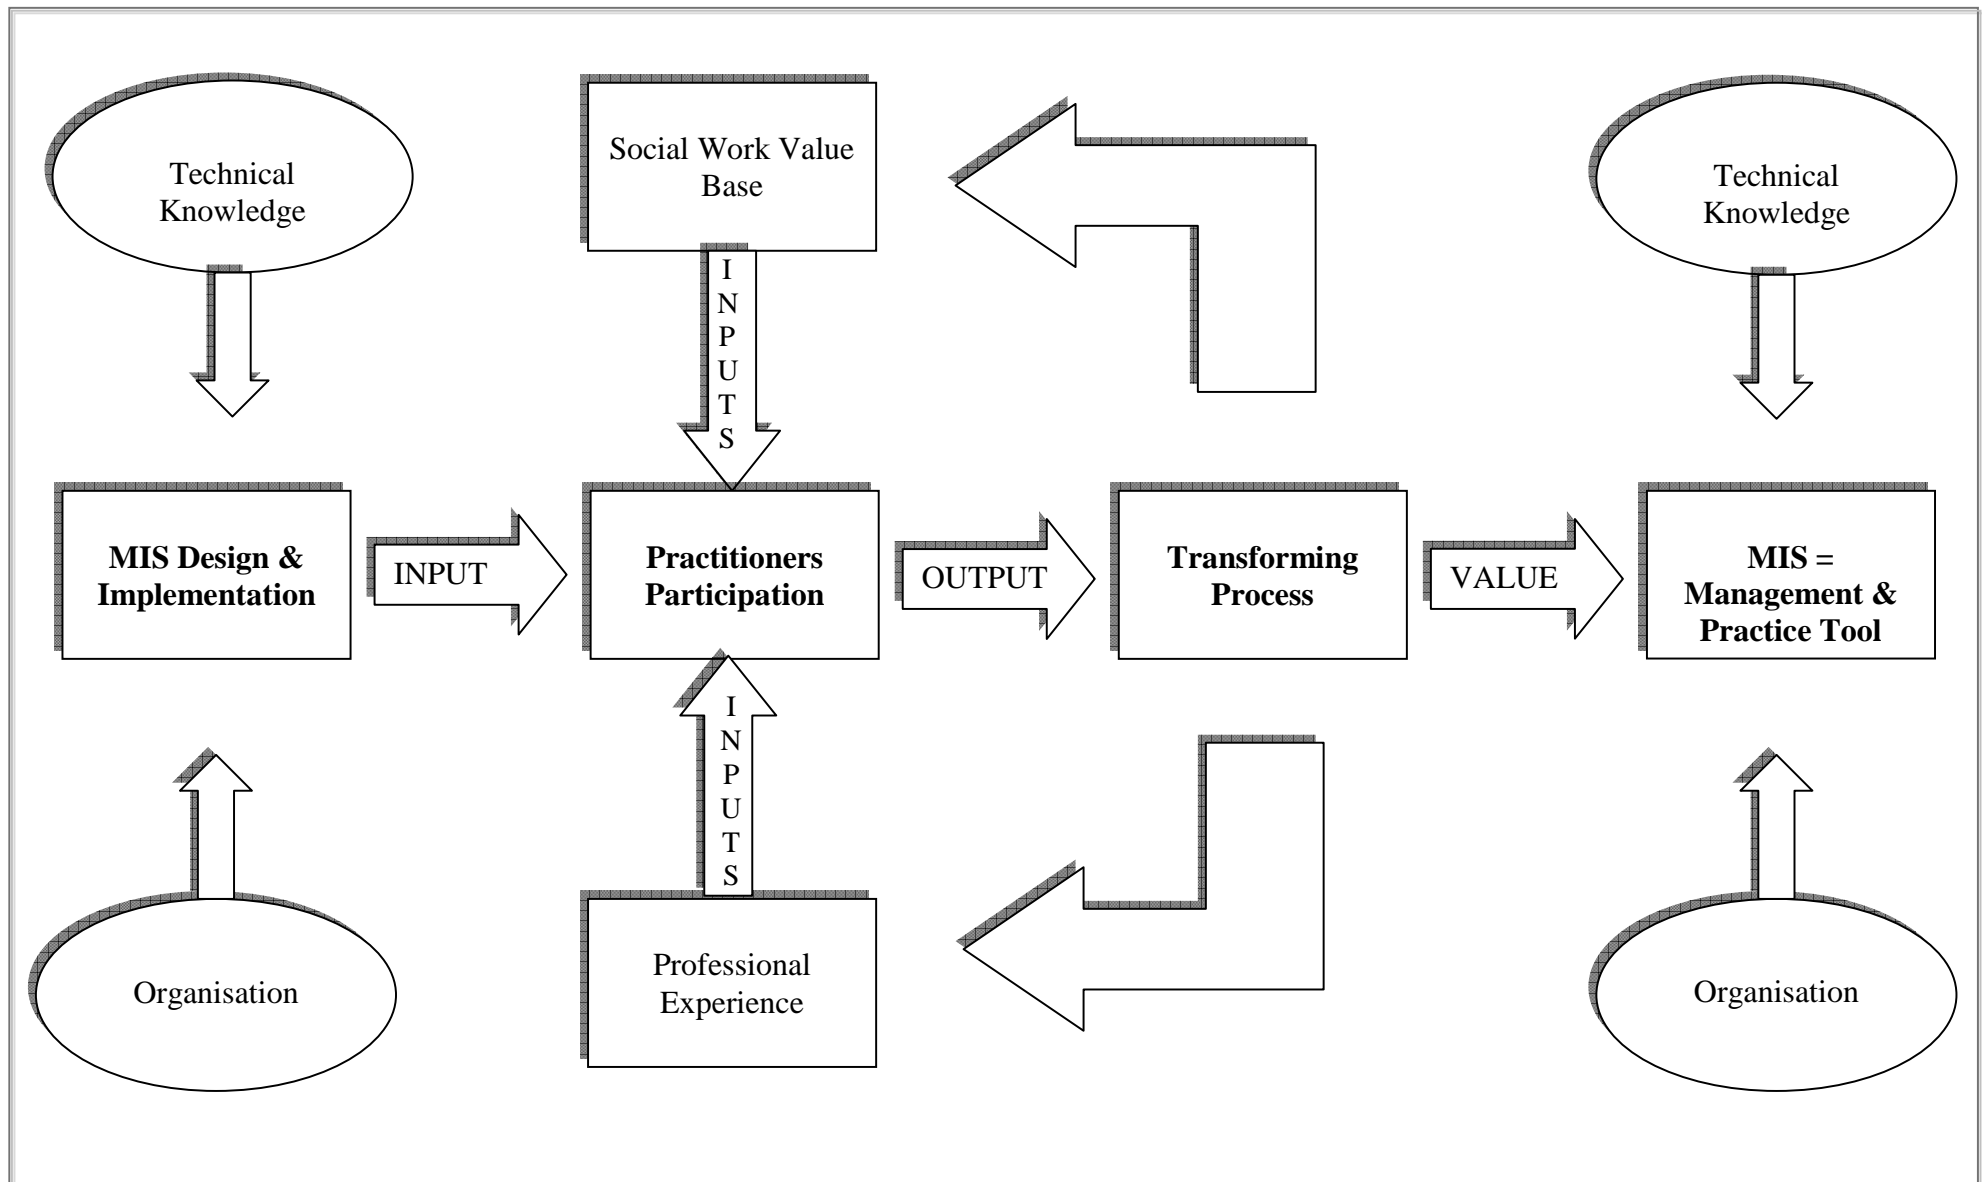 Technical
Knowledge
Social Work Value
Base
Technical
Knowledge
I
N
P
U
T
S
MIS Design &
Implementation
INPUT
Practitioners
Participation
OUTPUT
Transforming
Process
VALUE
MIS =
Management &
Practice Tool
I
N
P
U
T
S
Organisation
Professional
Experience
Organisation